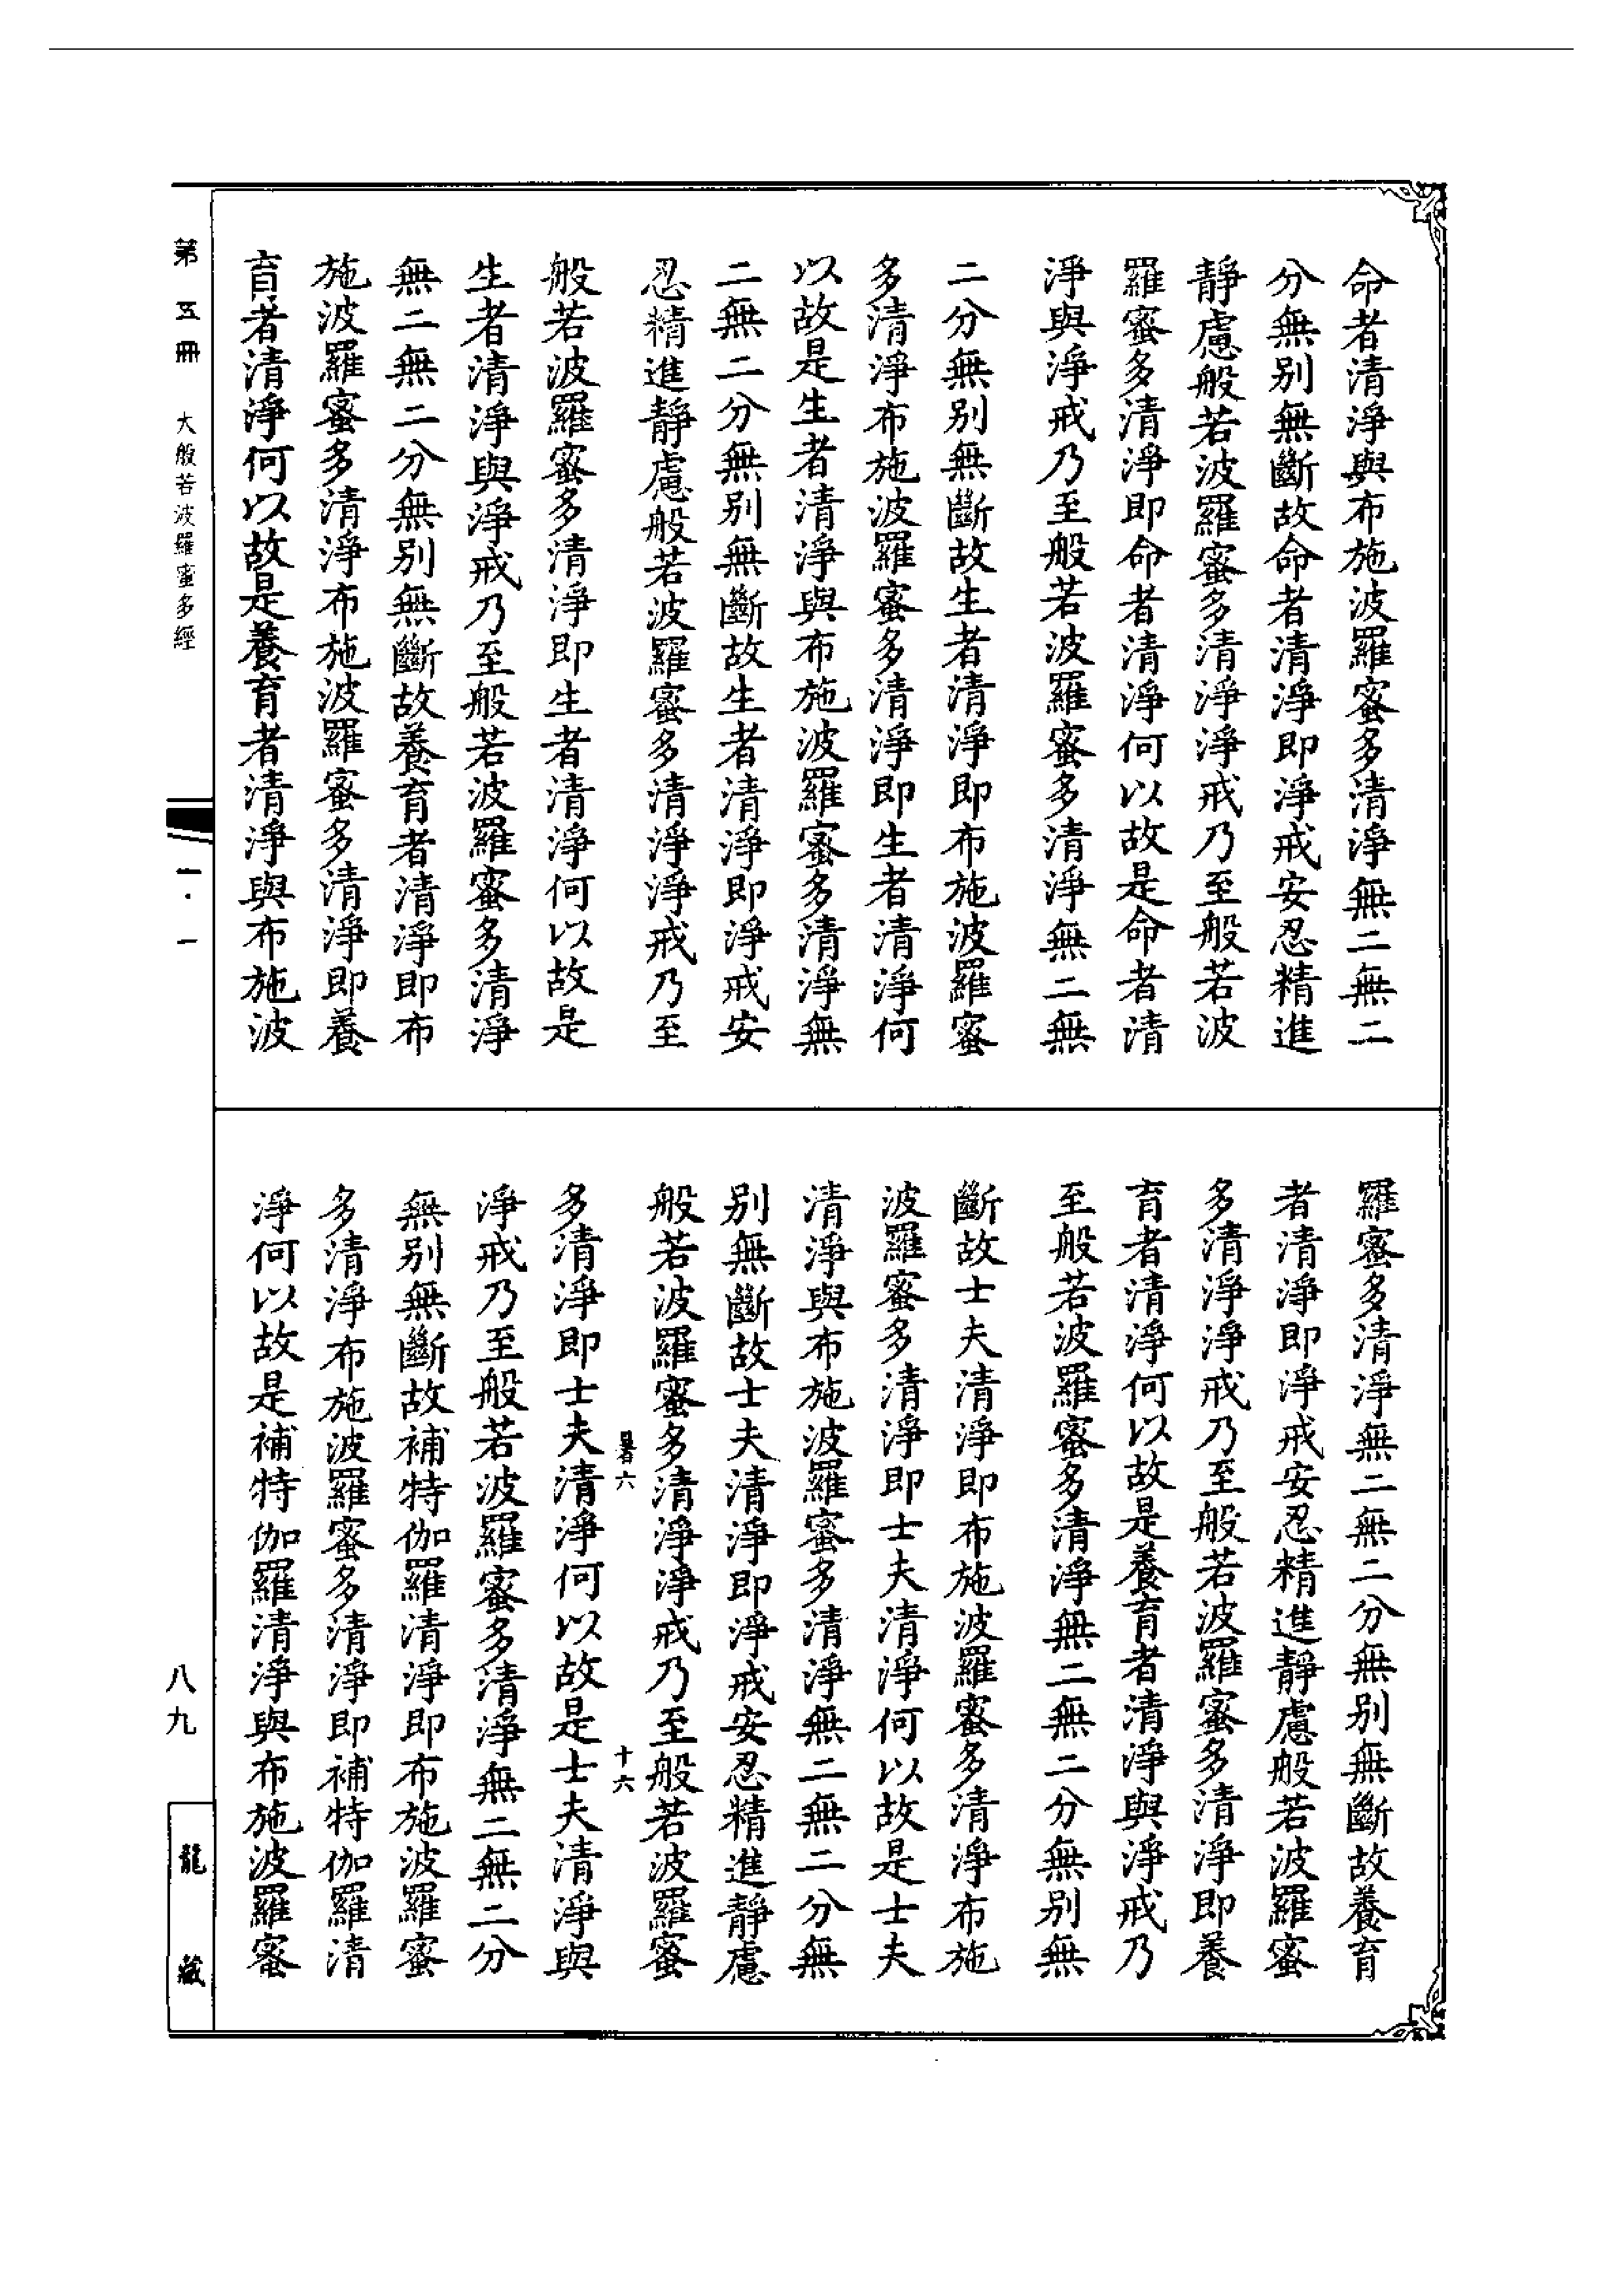 命者清淨與布施波羅蜜多清淨無二無二
分無別無斷故命者清淨即淨戒安忍精進
靜慮般若波羅蜜多清淨淨戒乃至般若波
羅蜜多清淨即命者清淨何以故是命者清
淨與淨戒乃至般若波羅蜜多清淨無二無
二分無別無斷故生者清淨即布施波羅蜜
多清淨布施波羅蜜多清淨即生者清淨何
以故是生者清淨與布施波羅蜜多清淨無
二無二分無別無斷故生者清淨即淨戒安
忍精進靜慮般若波羅蜜多清淨淨戒乃至
般若波羅蜜多清淨即生者清淨何以故是
生者清淨與淨戒乃至般若波羅蜜多清淨
無二無二分無別無斷故養育者清淨即布
施波羅蜜多清淨布施波羅蜜多清淨即養
育者清淨何以故是養育者清淨與布施波
羅蜜多清淨無二無二分無別無斷故養育
者清淨即淨戒安忍精進靜慮般若波羅蜜
多清淨淨戒乃至般若波羅蜜多清淨即養
育者清淨何以故是養育者清淨與淨戒乃
至般若波羅蜜多清淨無二無二分無別無
斷故士夫清淨即布施波羅蜜多清淨布施
波羅蜜多清淨即士夫清淨何以故是士夫
清淨與布施波羅蜜多清淨無二無二分無
別無斷故士夫清淨即淨戒安忍精進靜慮
般若波羅蜜多清淨淨戒乃至般若波羅蜜
暑六 十六
多清淨即士夫清淨何以故是士夫清淨與
淨戒乃至般若波羅蜜多清淨無二無二分
無別無斷故補特伽羅清淨即布施波羅蜜
多清淨布施波羅蜜多清淨即補特伽羅清
淨何以故是補特伽羅清淨與布施波羅蜜
第五冊 大般若波羅蜜多經 一·一 八九 龍藏